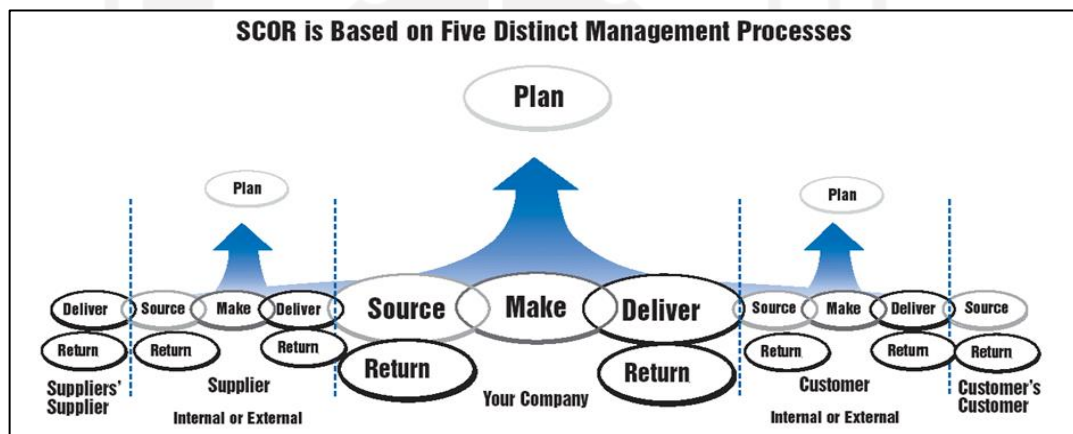 SCOR is Based on Five Distinct Management Processes
Plan
Plan
Plan
Deliver
Source
Make
Deliver
Source
Make
Deliver
Source
Make
Deliver
Source
Return
Return
Return
Return
Return
Return
Return
Return
Suppliers'
Supplier
Supplier
Internal or External
Your Company
Customer
Internal or External
Customer's
Customer